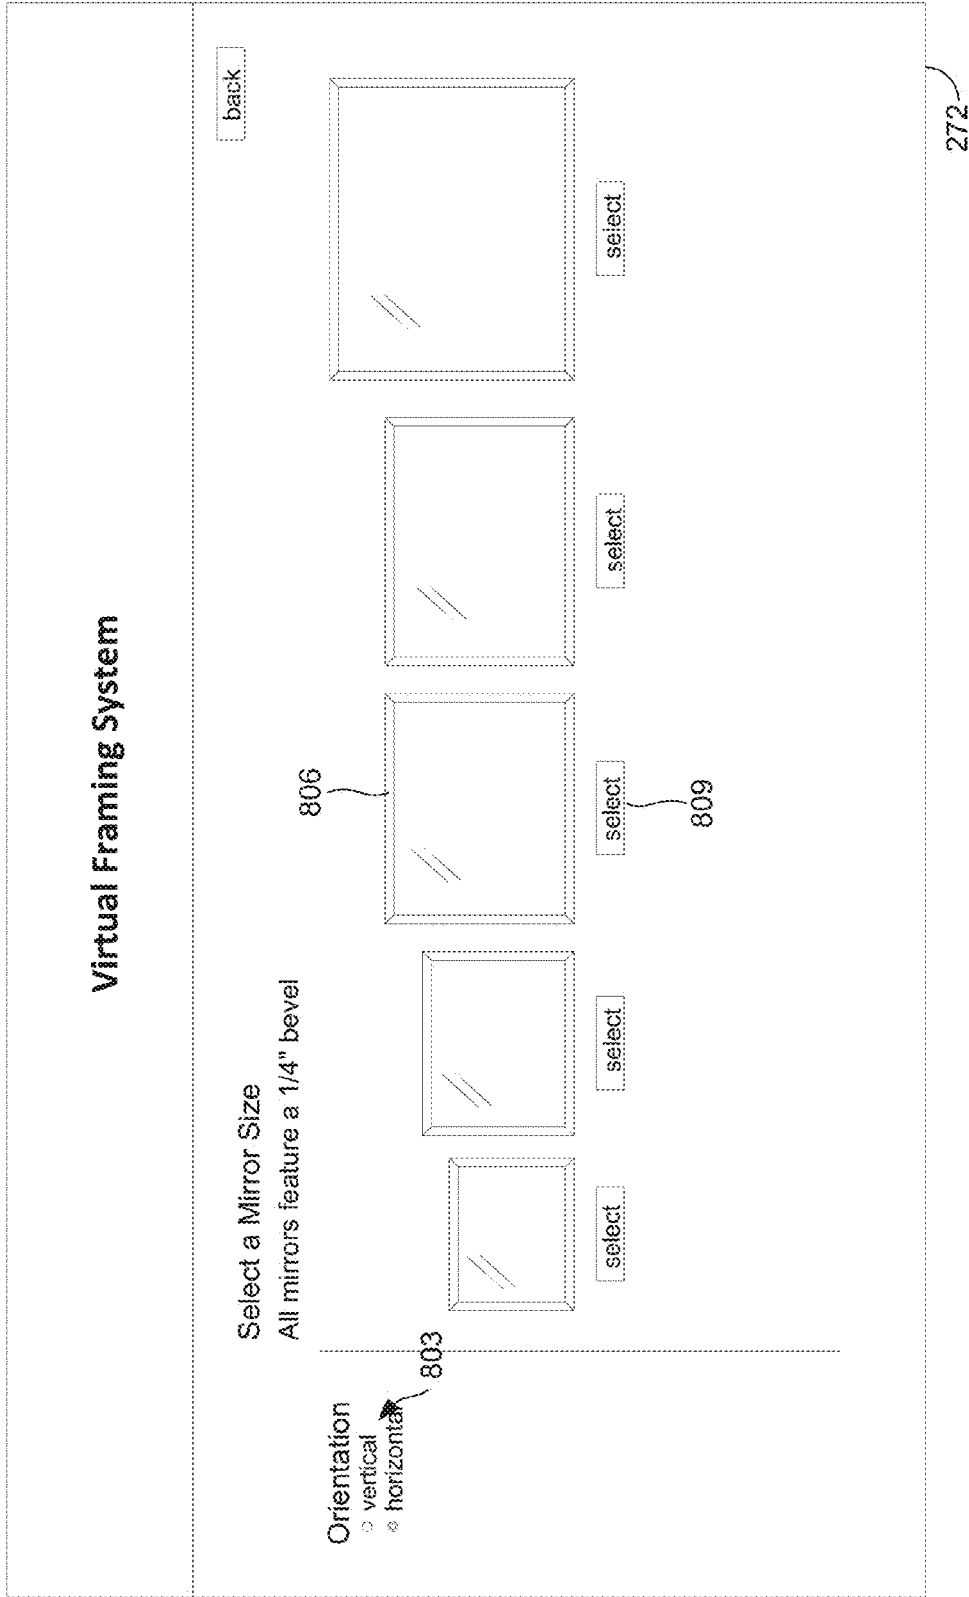 Virtual Framing System
back
Select a Mirror Size
All mirrors feature a 1/4" bevel
Orientation
vertical
horizontal
803
806
select
select
select
select
select
809
272